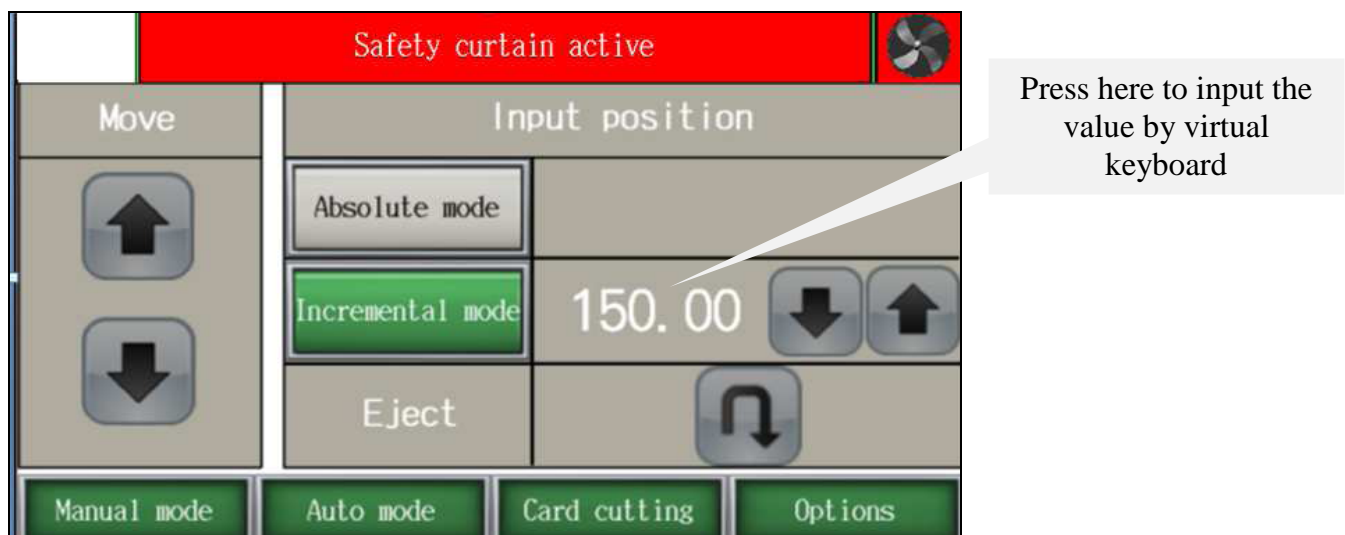 Safety curtain active
Move
Input position
Absolute mode
Incremental mode
150.00
Eject
Manual mode
Auto mode
Card cutting
Options
Press here to input the
value by virtual
keyboard